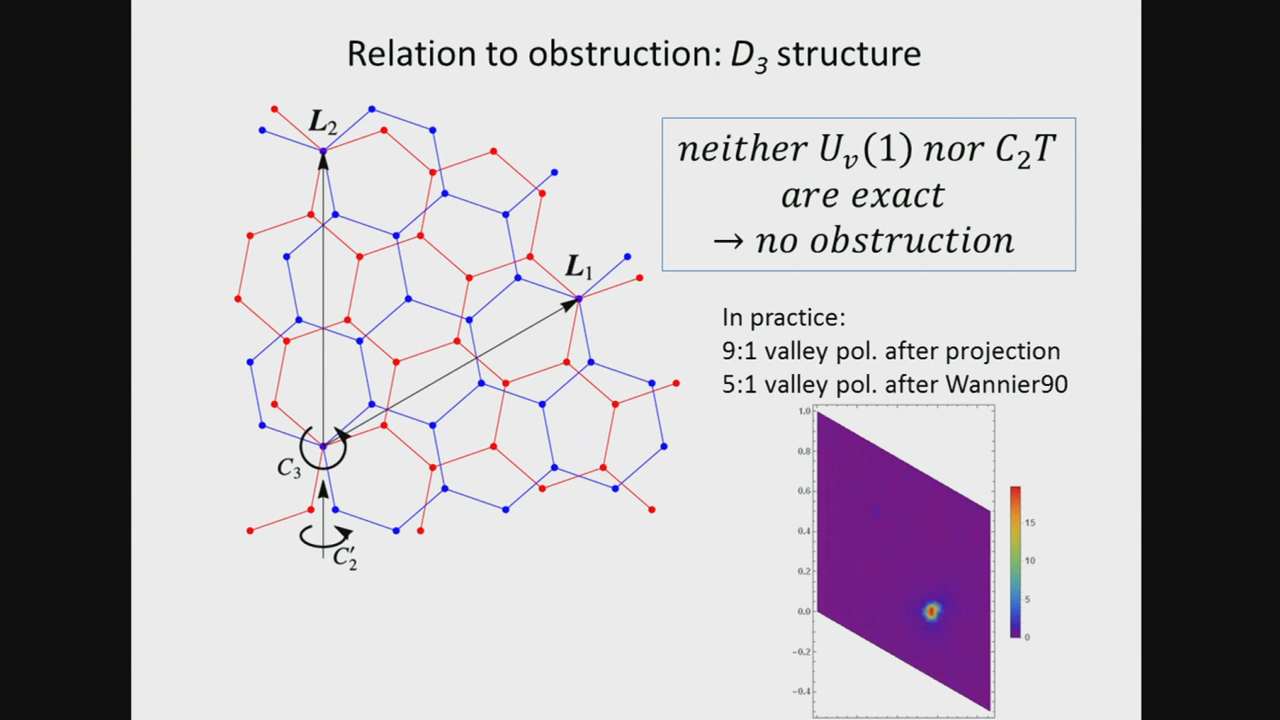 Relation to obstruction: D₃ structure
L₂
L₁
C₃
C′₂
neither Uᵥ(1) nor C₂T
are exact
→ no obstruction
In practice:
9:1 valley pol. after projection
5:1 valley pol. after Wannier90
1.0
0.8
0.6
0.4
0.2
0.0
−0.2
−0.4
15
10
5
0